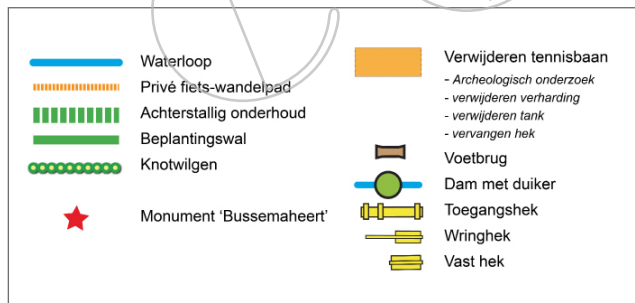 Waterloop
Privé fiets-wandelpad
Achterstallig onderhoud
Beplantingswal
Knotwilgen
Monument ‘Bussemaheert’
Verwijderen tennisbaan
- Archeologisch onderzoek
- verwijderen verharding
- verwijderen tank
- vervangen hek
Voetbrug
Dam met duiker
Toegangshek
Wringhek
Vast hek